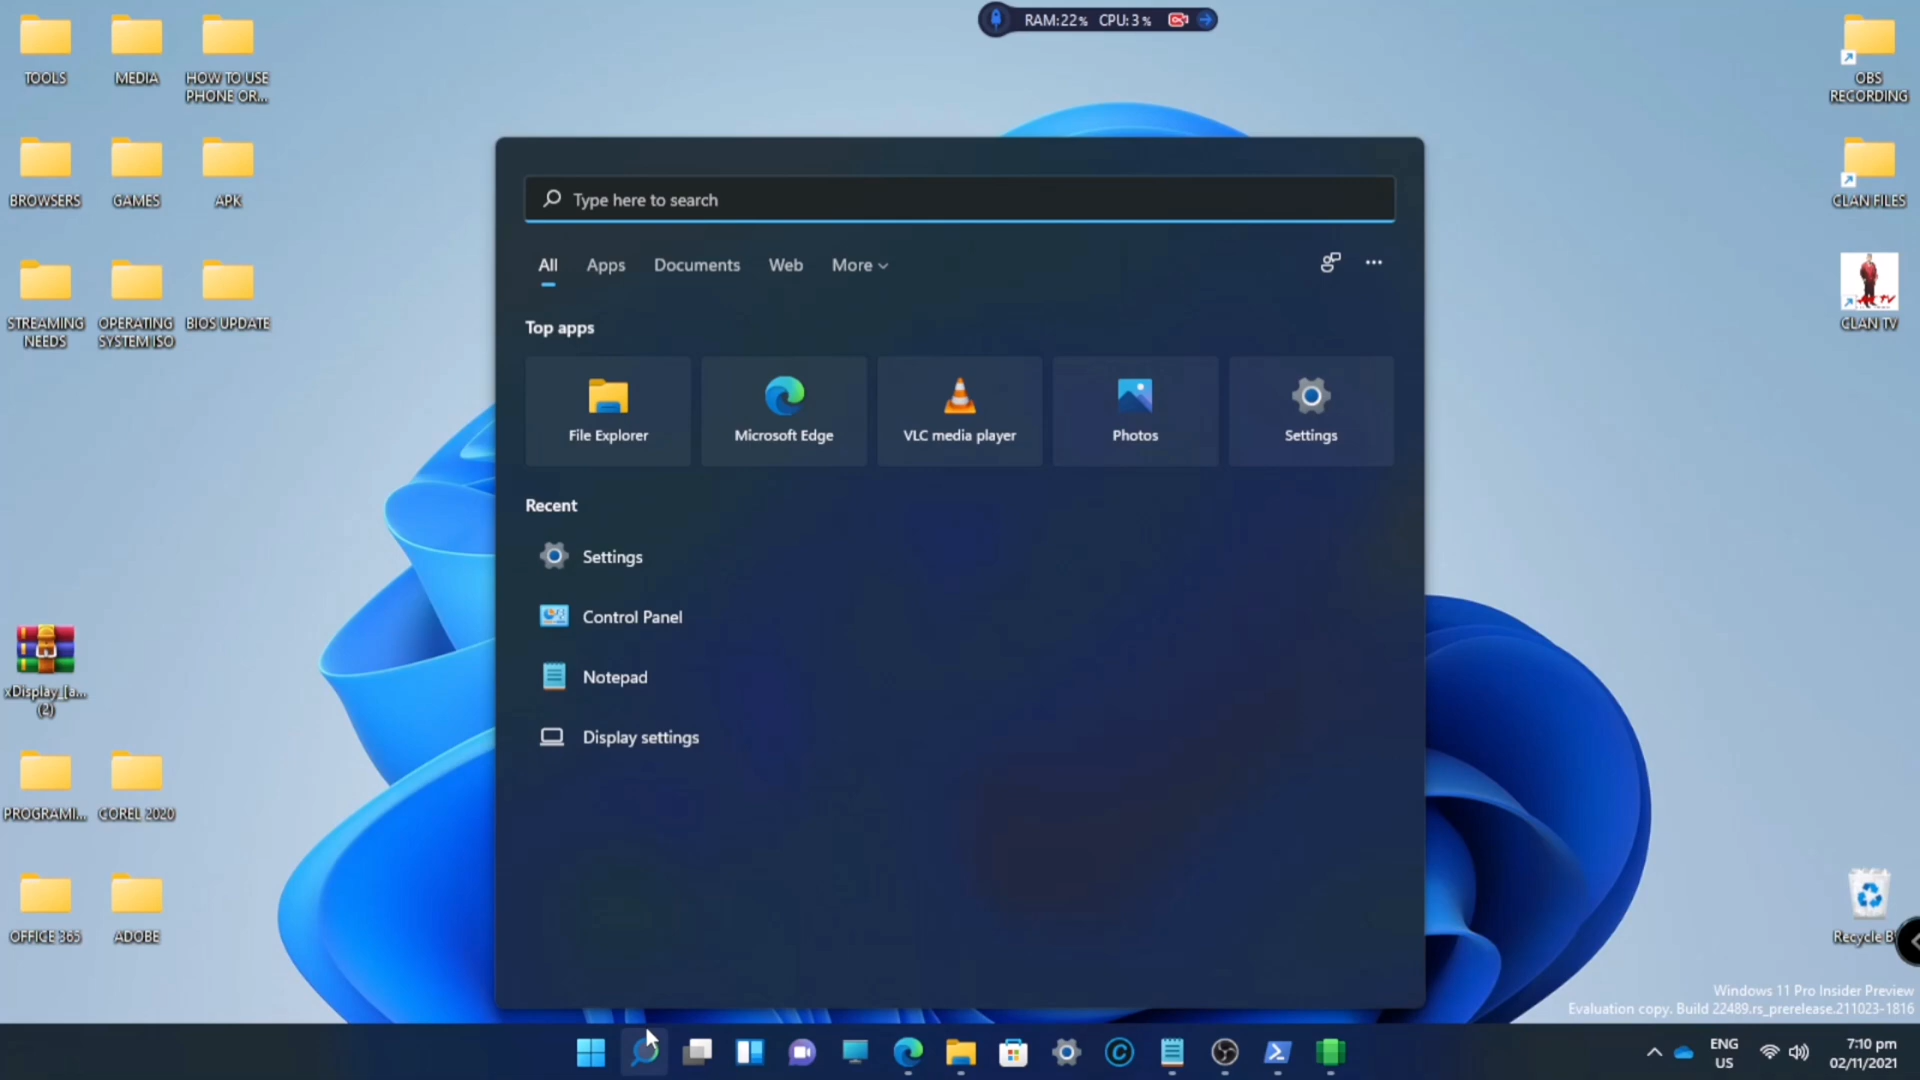 RAM:22% CPU:3%
TOOLS
MEDIA
HOW TO USE
PHONE OR...
OBS
RECORDING
BROWSERS
GAMES
APK
CLAN FILES
STREAMING
NEEDS
OPERATING
SYSTEM ISO
BIOS UPDATE
CLAN TV
Type here to search
All
Apps
Documents
Web
More
Top apps
File Explorer
Microsoft Edge
VLC media player
Photos
Settings
Recent
Settings
Control Panel
Notepad
Display settings
xDisplay_[a...
(2)
PROGRAMI...
COREL 2020
OFFICE 365
ADOBE
Recycle B
Windows 11 Pro Insider Preview
Evaluation copy. Build 22489.rs_prerelease.211023-1816
ENG
US
7:10 pm
02/11/2021